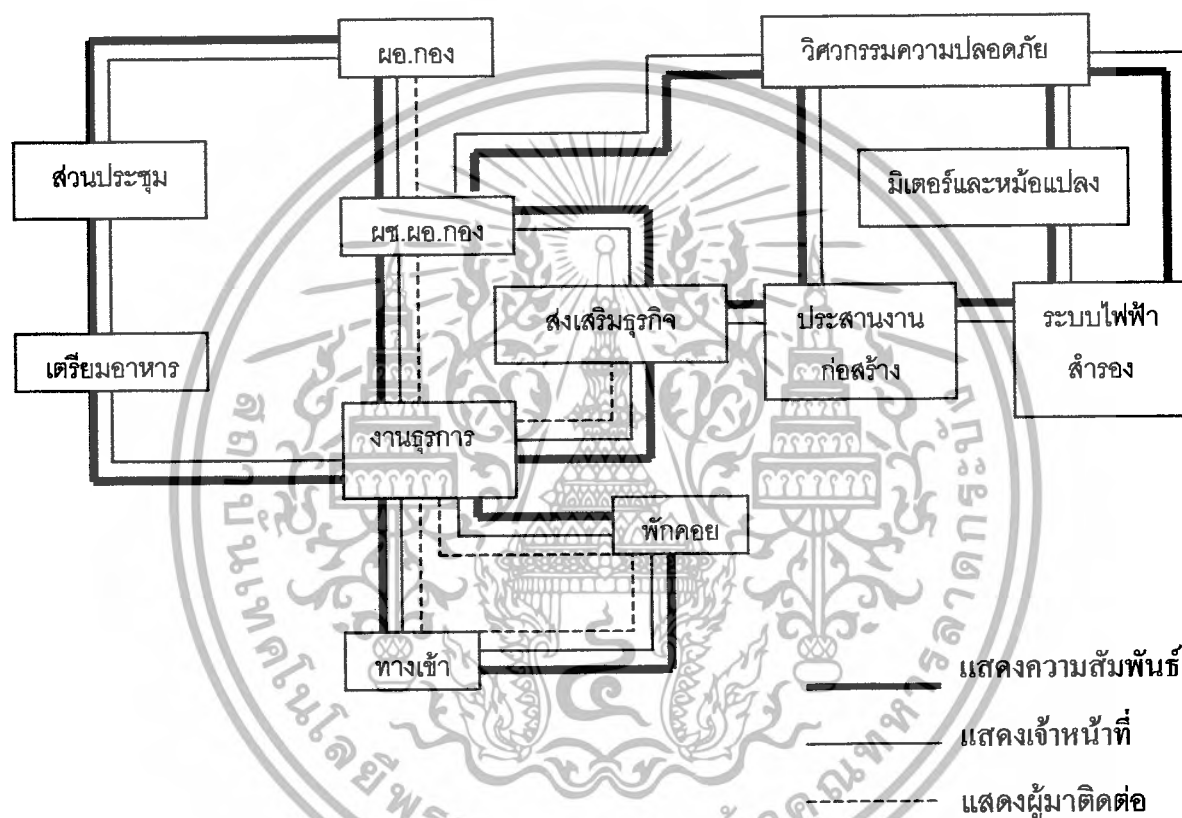 ผอ.กอง
วิศวกรรมความปลอดภัย
ส่วนประชุม
มิเตอร์และหม้อแปลง
ผช.ผอ.กอง
ส่งเสริมธุรกิจ
ประสานงาน
ก่อสร้าง
ระบบไฟฟ้า
สำรอง
เตรียมอาหาร
งานธุรการ
พักคอย
ทางเข้า
แสดงความสัมพันธ์
แสดงเจ้าหน้าที่
แสดงผู้มาติดต่อ